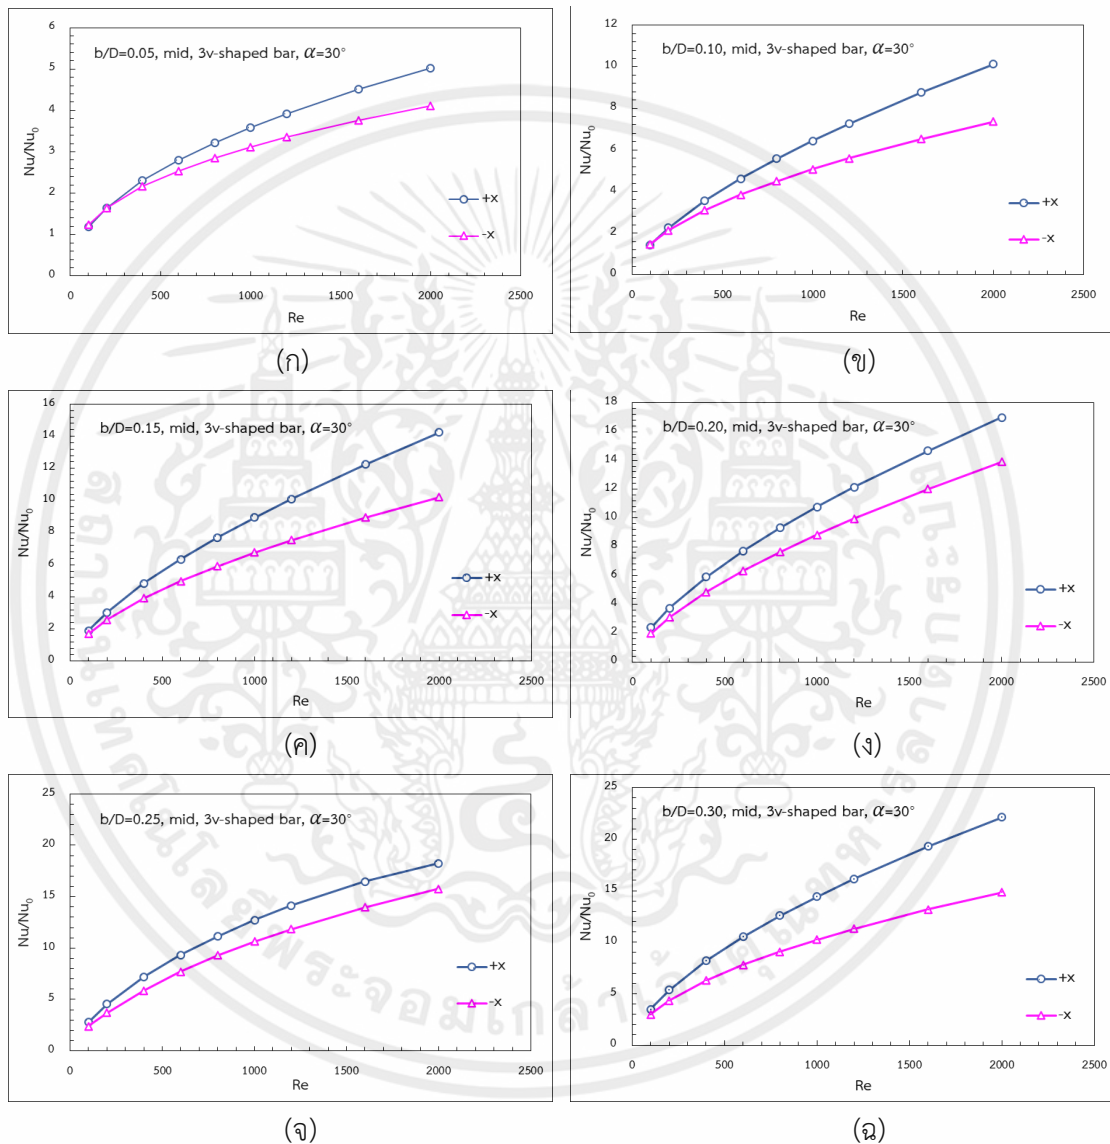 b/D=0.05, mid, 3v-shaped bar, α=30°
Nu/Nu₀
6
5
4
3
2
1
0
0 500 1000 1500 2000 2500
Re
+x
-x
(ก)
b/D=0.10, mid, 3v-shaped bar, α=30°
Nu/Nu₀
12
10
8
6
4
2
0
0 500 1000 1500 2000 2500
Re
+x
-x
(ข)
b/D=0.15, mid, 3v-shaped bar, α=30°
Nu/Nu₀
16
14
12
10
8
6
4
2
0
0 500 1000 1500 2000 2500
Re
+x
-x
(ค)
b/D=0.20, mid, 3v-shaped bar, α=30°
Nu/Nu₀
18
16
14
12
10
8
6
4
2
0
0 500 1000 1500 2000 2500
Re
+x
-x
(ง)
b/D=0.25, mid, 3v-shaped bar, α=30°
Nu/Nu₀
25
20
15
10
5
0
0 500 1000 1500 2000 2500
Re
+x
-x
(จ)
b/D=0.30, mid, 3v-shaped bar, α=30°
Nu/Nu₀
25
20
15
10
5
0
0 500 1000 1500 2000 2500
Re
+x
-x
(ฉ)